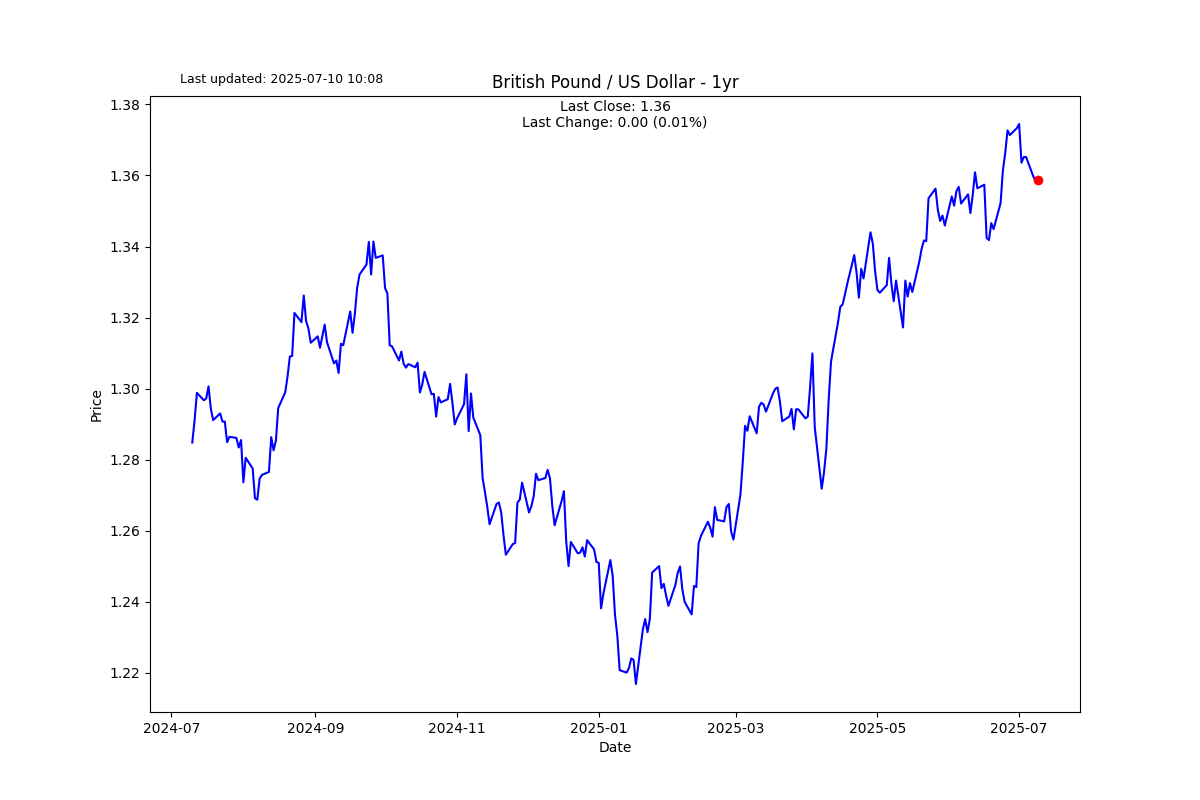 Last updated: 2025-07-10 10:08
British Pound / US Dollar - 1yr
Last Close: 1.36
Last Change: 0.00 (0.01%)
1.38
1.36
1.34
1.32
1.30
1.28
1.26
1.24
1.22
Price
2024-07
2024-09
2024-11
2025-01
2025-03
2025-05
2025-07
Date